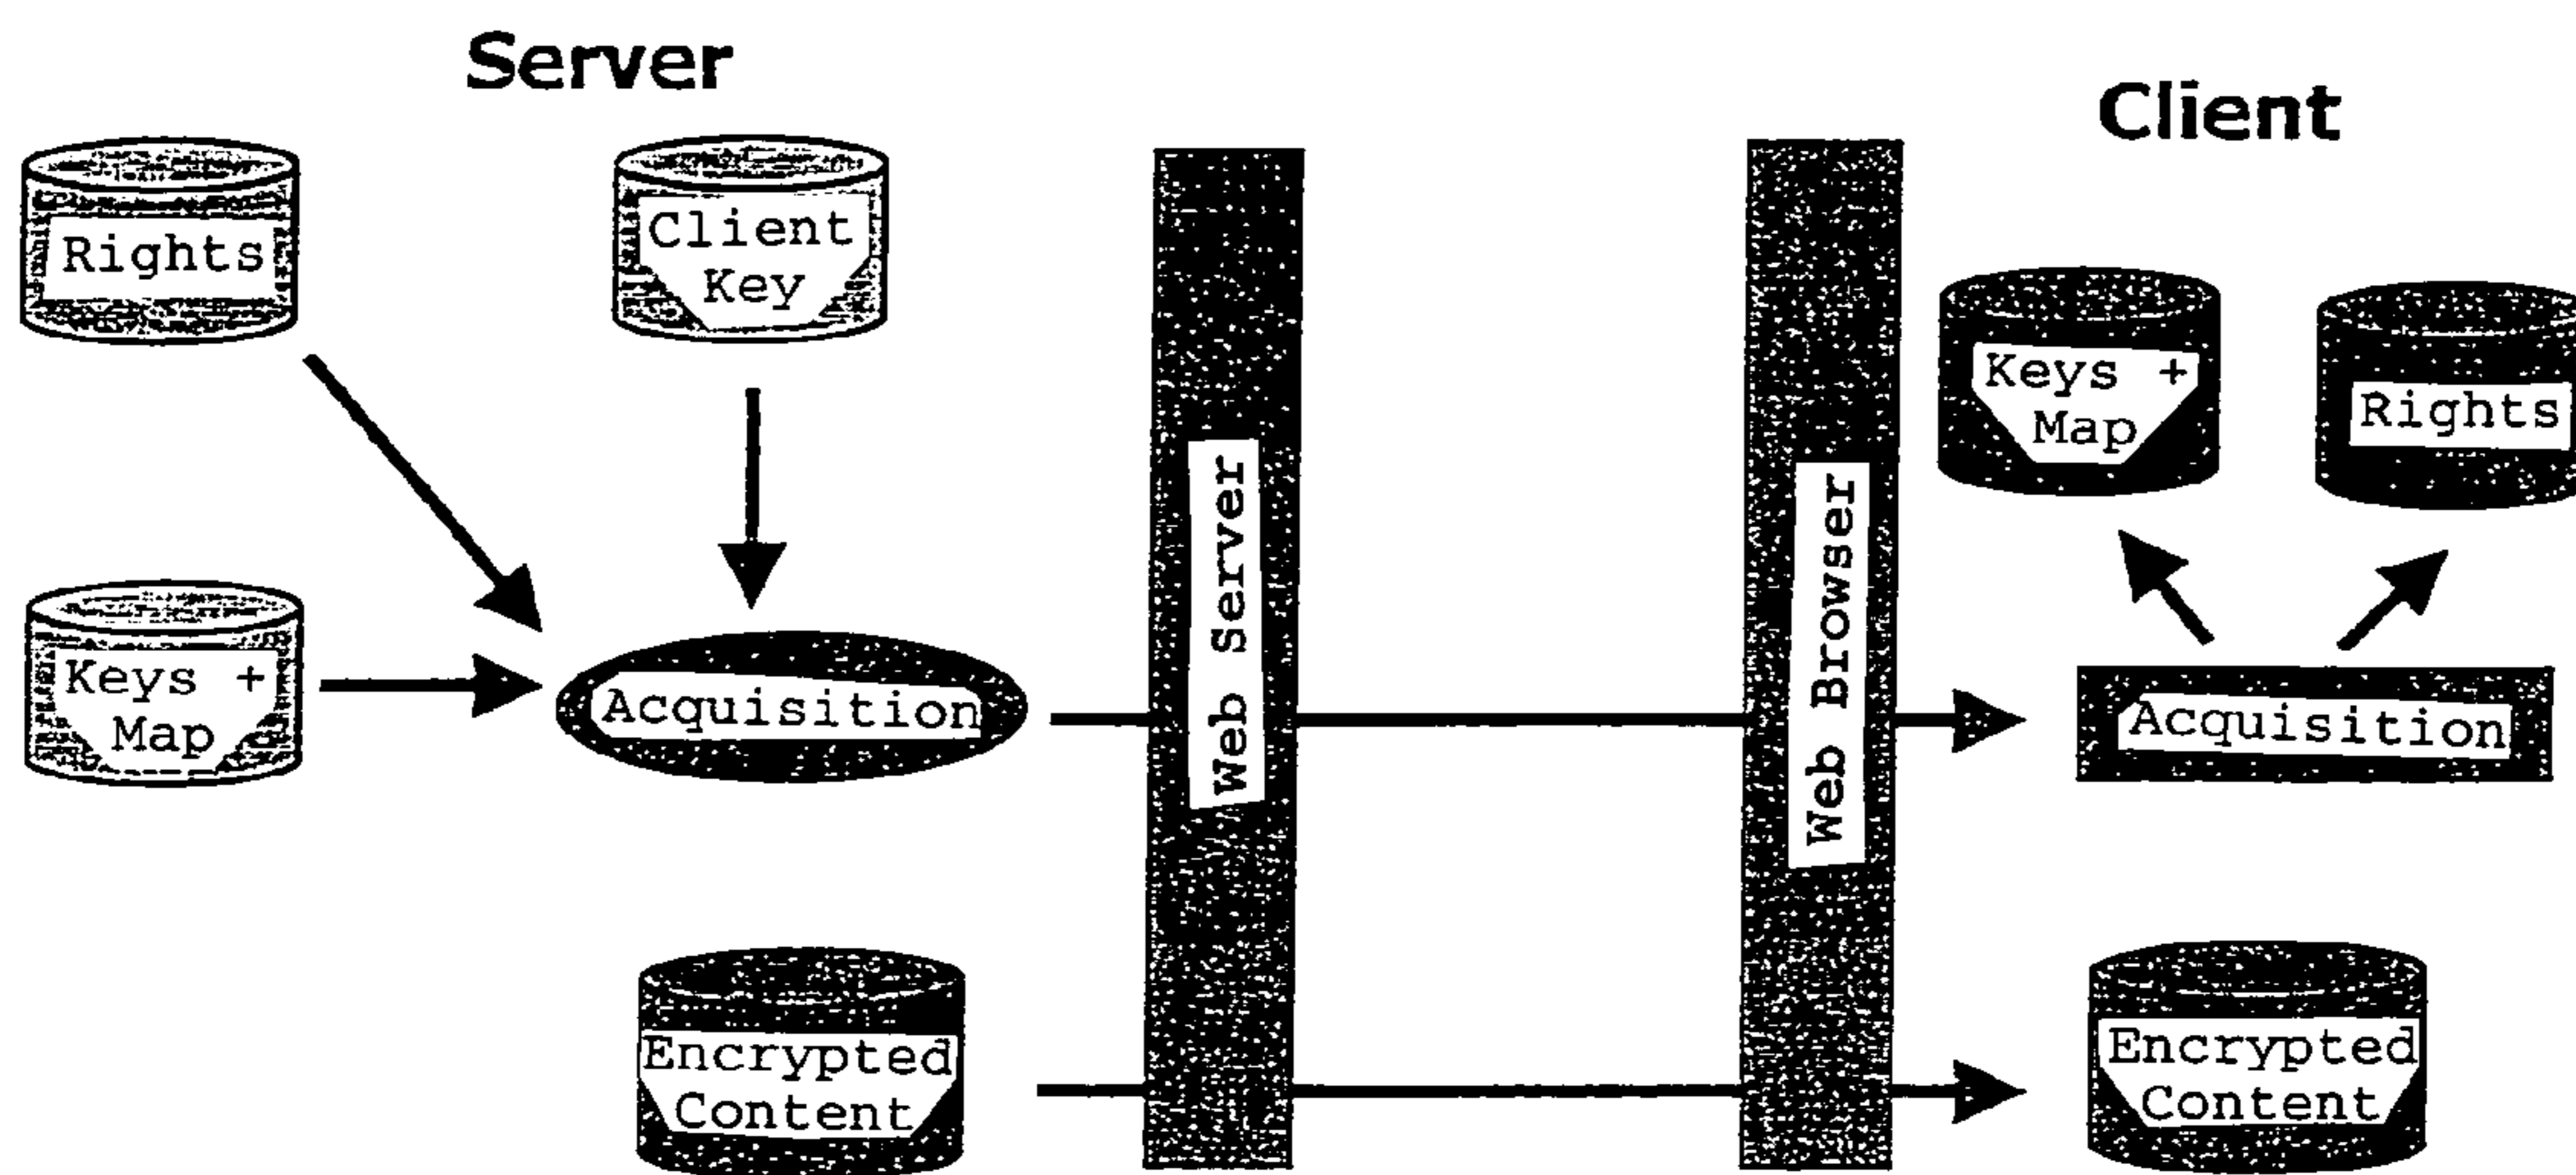 Server
Client
Rights
Client
Key
Keys +
Map
Acquisition
Encrypted
Content
Web Server
Web Browser
Keys +
Map
Rights
Acquisition
Encrypted
Content